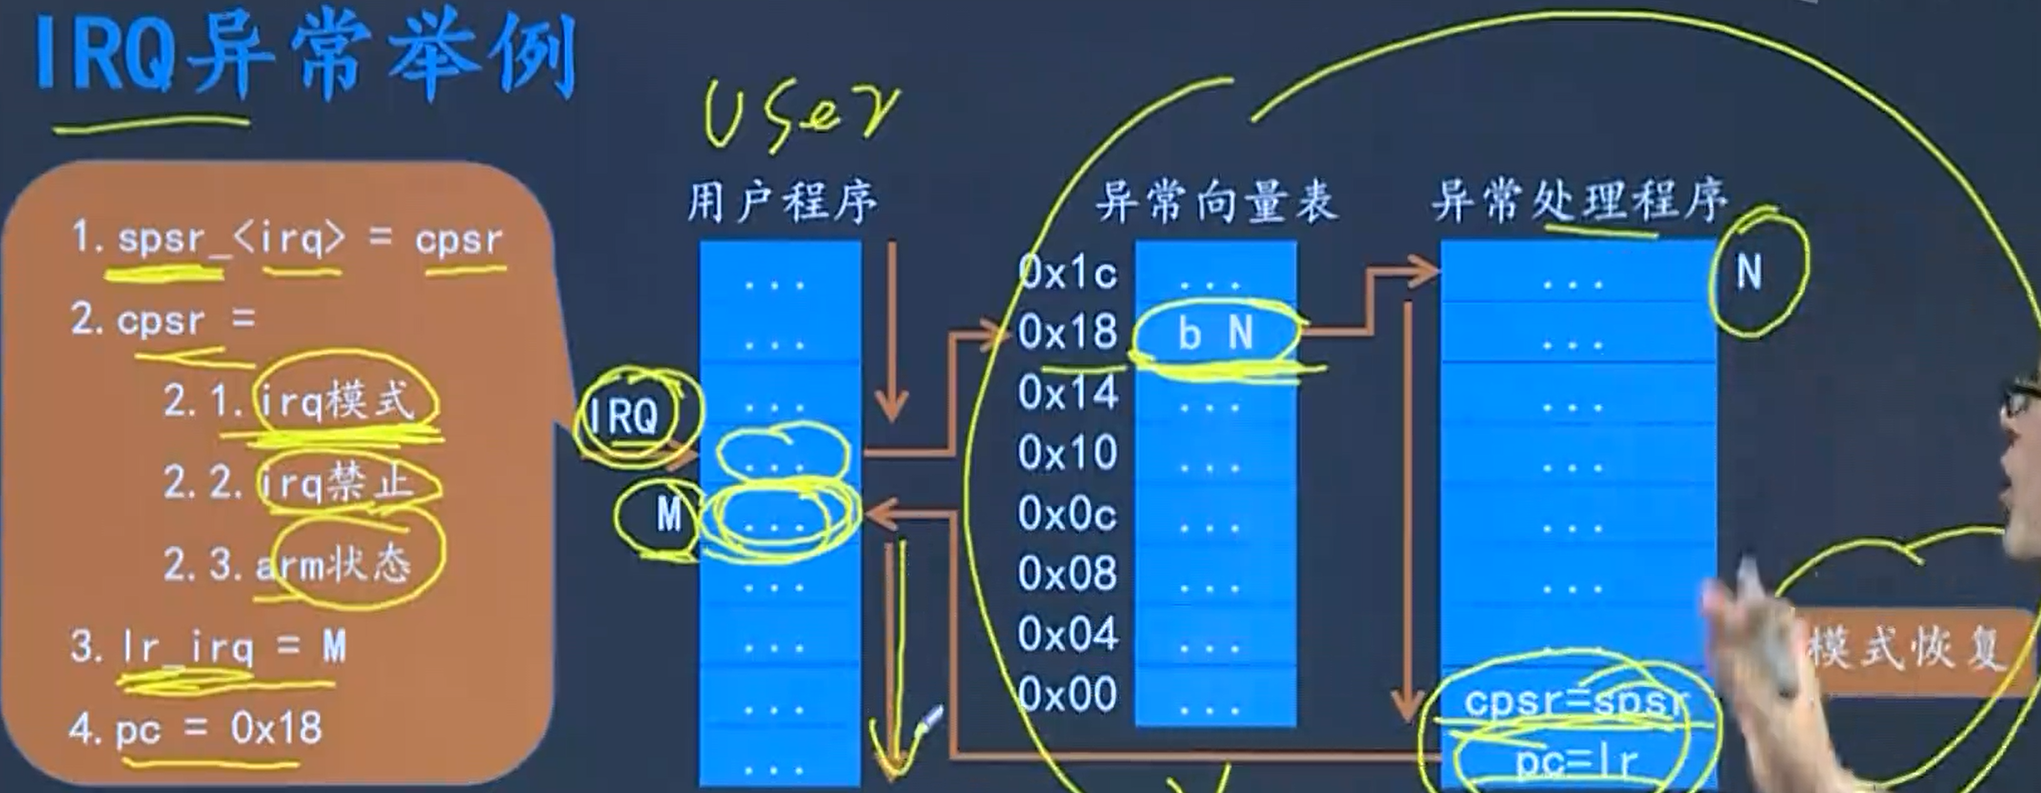 IRQ异常举例
user
用户程序
异常向量表
异常处理程序
1. spsr_<irq> = cpsr
2. cpsr =
2.1. irq模式
2.2. irq禁止
2.3. arm状态
3. lr_irq = M
4. pc = 0x18
IRQ
M
...
...
...
...
...
...
...
...
...
0x1c ...
0x18 b N
0x14 ...
0x10 ...
0x0c ...
0x08 ...
0x04 ...
0x00 ...
N
...
...
...
...
...
...
...
cpsr=spsr
pc=lr
模式恢复